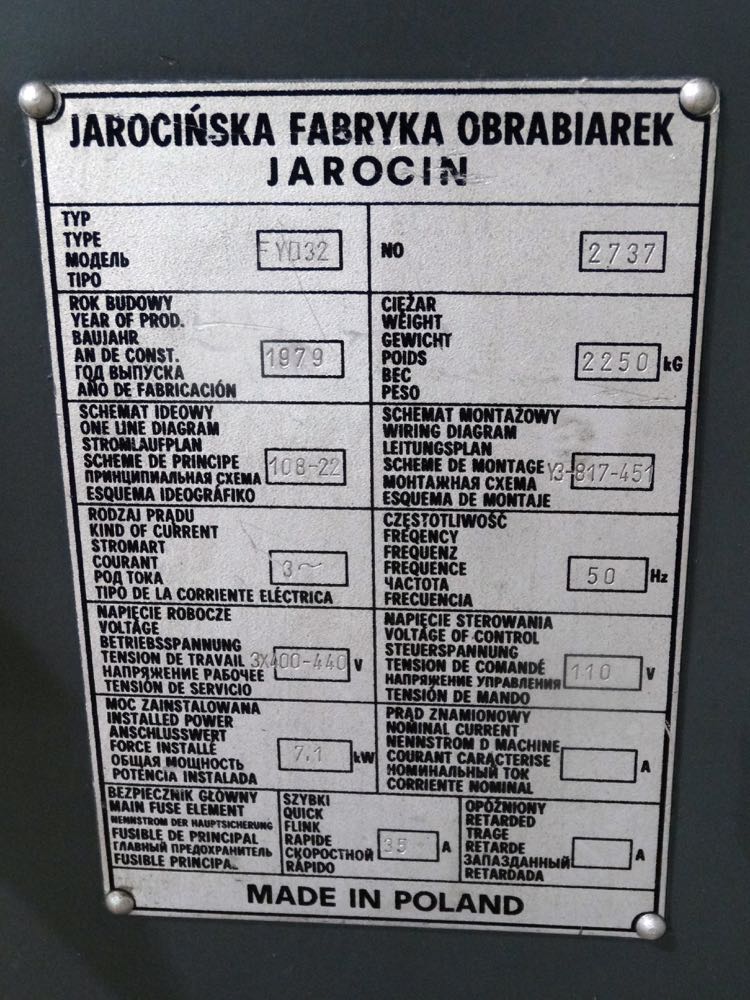 JAROCIŃSKA FABRYKA OBRABIAREK
JAROCIN
TYP
TYPE
МОДЕЛЬ
TIPO
FYD32
NO
2737
ROK BUDOWY
YEAR OF PROD.
BAUJAHR
AN DE CONST.
ГОД ВЫПУСКА
AÑO DE FABRICACIÓN
1979
CIĘŻAR
WEIGHT
GEWICHT
POIDS
ВЕС
PESO
2250 kG
SCHEMAT IDEOWY
ONE LINE DIAGRAM
STROMLAUFPLAN
SCHEME DE PRINCIPE
ПРИНЦИПИАЛЬНАЯ СХЕМА
ESQUEMA IDEOGRÁFIKO
108-22
SCHEMAT MONTAŻOWY
WIRING DIAGRAM
LEITUNGSPLAN
SCHEME DE MONTAGE
МОНТАЖНАЯ СХЕМА
ESQUEMA DE MONTAJE
Y3-817-451
RODZAJ PRĄDU
KIND OF CURRENT
STROMART
COURANT
РОД ТОКА
TIPO DE LA CORRIENTE ELÉCTRICA
3~
CZĘSTOTLIWOŚĆ
FREQENCY
FREQUENZ
FREQUENCE
ЧАСТОТА
FRECUENCIA
50 Hz
NAPIĘCIE ROBOCZE
VOLTAGE
BETRIEBSSPANNUNG
TENSION DE TRAVAIL
НАПРЯЖЕНИЕ РАБОЧЕЕ
TENSIÓN DE SERVICIO
3X400-440 V
NAPIĘCIE STEROWANIA
VOLTAGE OF CONTROL
STEUERSPANNUNG
TENSION DE COMANDÉ
НАПРЯЖЕНИЕ УПРАВЛЕНИЯ
TENSIÓN DE MANDO
110 V
MOC ZAINSTALOWANA
INSTALLED POWER
ANSCHLUSSWERT
FORCE INSTALLÉ
ОБЩАЯ МОЩНОСТЬ
POTENCIA INSTALADA
7,1 kW
PRĄD ZNAMIONOWY
NOMINAL CURRENT
NENNSTROM D MACHINE
COURANT CARACTERISE
НОМИНАЛЬНЫЙ ТОК
CORRIENTE NOMINAL
A
BEZPIECZNIK GŁÓWNY
MAIN FUSE ELEMENT
NENNSTROM DER HAUPTSICHERUNG
FUSIBLE DE PRINCIPAL
ГЛАВНЫЙ ПРЕДОХРАНИТЕЛЬ
FUSIBLE PRINCIPAL
SZYBKI
QUICK
FLINK
RAPIDE
СКОРОСТНОЙ
RÁPIDO
35 A
OPÓŹNIONY
RETARDED
TRAGE
RETARDE
ЗАПАЗДАННЫЙ
RETARDADA
A
MADE IN POLAND